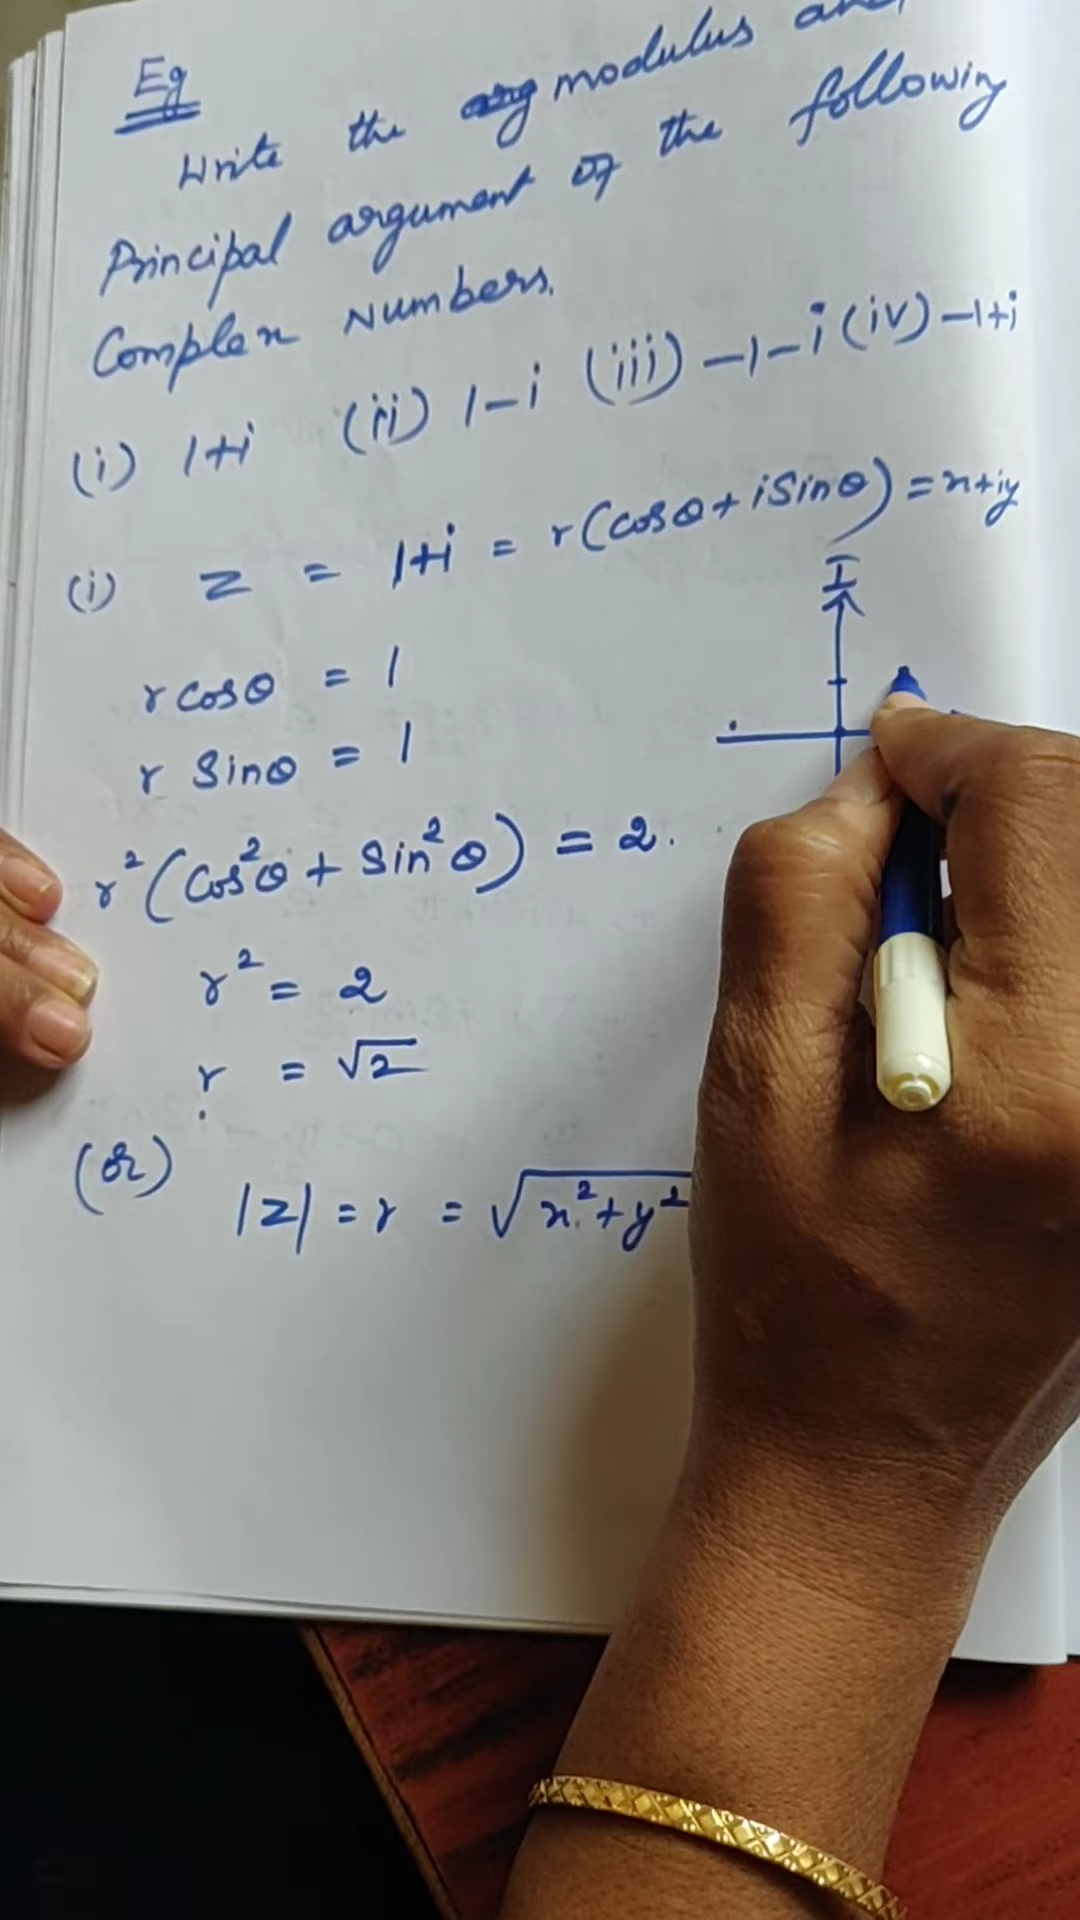 Eg
Write the modulus and
Principal argument of the following
Complex Numbers.
(i) 1+i (ii) 1-i (iii) -1-i (iv) -1+i
(i) z = 1+i = r(cosθ + i Sinθ) = x+iy
I
r cosθ = 1
r Sinθ = 1
r²(Cos²θ + Sin²θ) = 2.
r² = 2
r = √2
(or)
|z| = r = √x²+y²